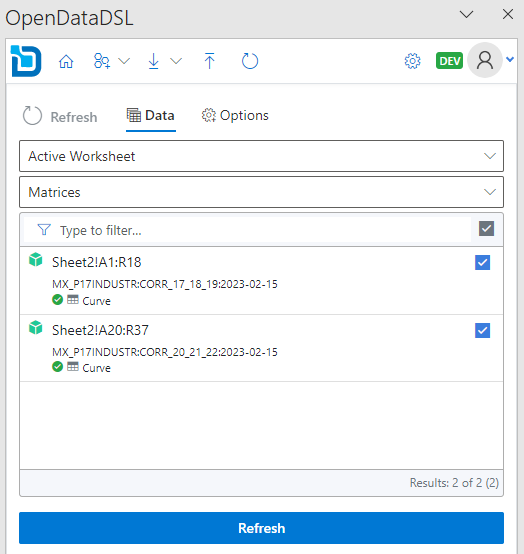 OpenDataDSL
DEV
Refresh Data Options
Active Worksheet
Matrices
Type to filter...
Sheet2!A1:R18
MX_P17INDUSTR:CORR_17_18_19:2023-02-15
Curve
Sheet2!A20:R37
MX_P17INDUSTR:CORR_20_21_22:2023-02-15
Curve
Results: 2 of 2 (2)
Refresh